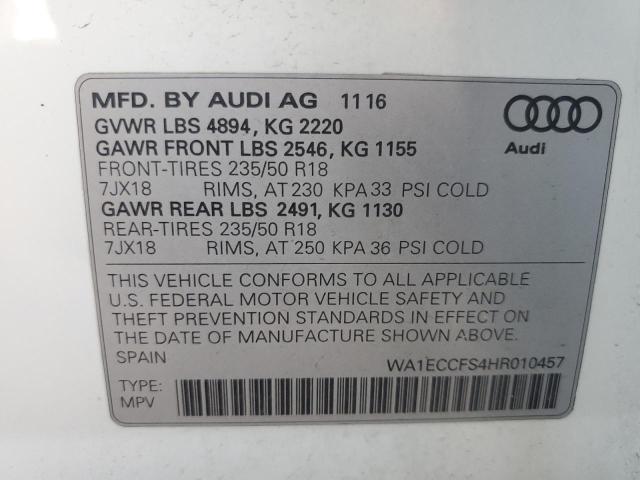 MFD. BY AUDI AG 11 16
GVWR LBS 4894, KG 2220
GAWR FRONT LBS 2546, KG 1155
FRONT-TIRES 235/50 R18
7JX18 RIMS, AT 230 KPA 33 PSI COLD
GAWR REAR LBS 2491, KG 1130
REAR-TIRES 235/50 R18
7JX18 RIMS, AT 250 KPA 36 PSI COLD
Audi
THIS VEHICLE CONFORMS TO ALL APPLICABLE
U.S. FEDERAL MOTOR VEHICLE SAFETY AND
THEFT PREVENTION STANDARDS IN EFFECT ON
THE DATE OF MANUFACTURE SHOWN ABOVE.
SPAIN WA1ECCFS4HR010457
TYPE:
MPV